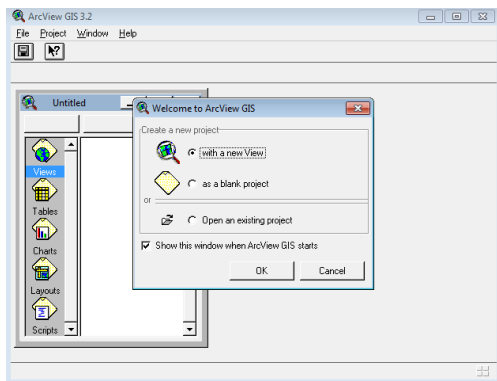 ArcView GIS 3.2
File Project Window Help
Untitled
Views
Tables
Charts
Layouts
Scripts
Welcome to ArcView GIS
Create a new project
with a new View
as a blank project
or
Open an existing project
Show this window when ArcView GIS starts
OK Cancel